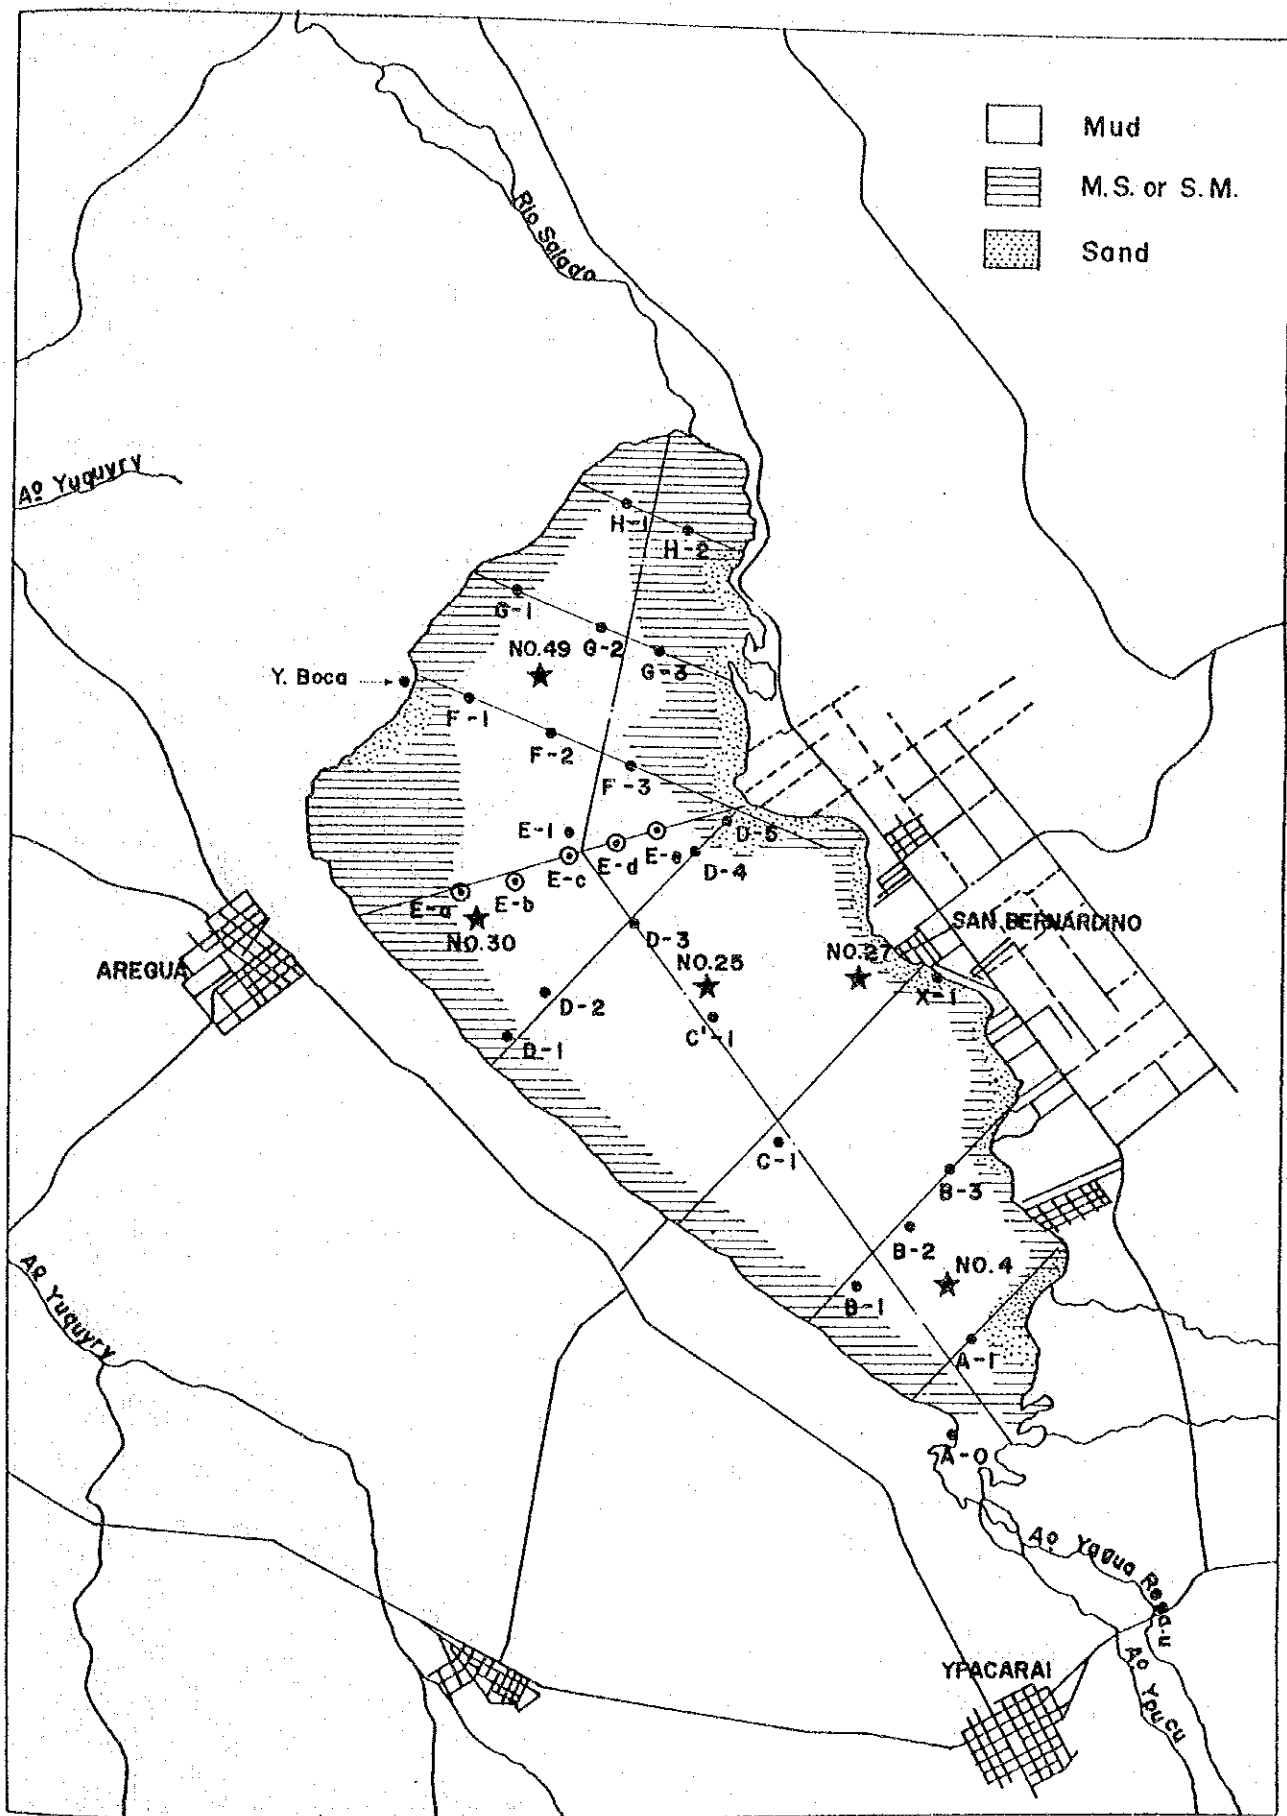 Mud
M.S. or S.M.
Sand
Rio Salado
Aº Yuquyry
H-1
H-2
G-1
NO.49
G-2
G-3
Y. Boca
F-1
F-2
F-3
E-1
D-5
E-d
E-e
E-c
D-4
E-b
E-a
SAN BERNARDINO
D-3
NO.30
NO.27
NO.25
AREGUÁ
X-1
D-2
C'-1
D-1
C-1
B-3
B-2
NO.4
Aº Yuquyry
B-1
A-1
A-0
Aº Yagua Resa-u
YPACARAI
Aº Ypucu